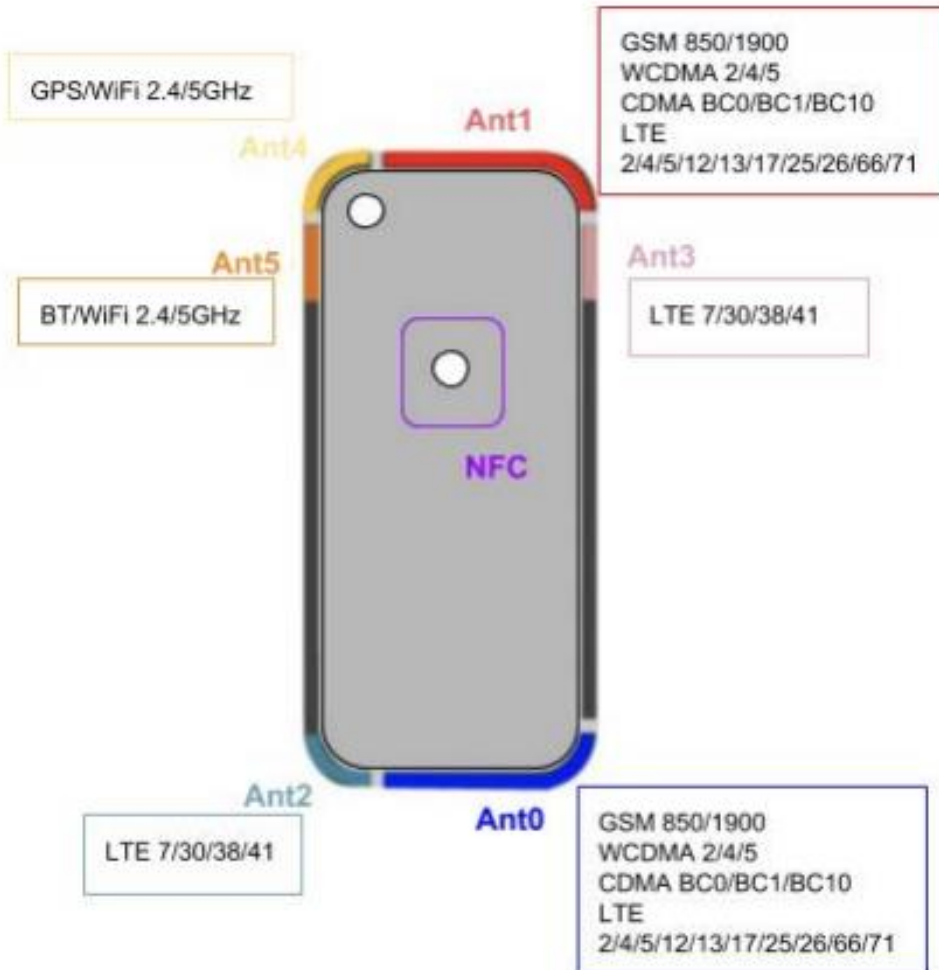 GSM 850/1900
WCDMA 2/4/5
CDMA BC0/BC1/BC10
LTE
2/4/5/12/13/17/25/26/66/71
GPS/WiFi 2.4/5GHz
Ant1
Ant4
Ant5
Ant3
BT/WiFi 2.4/5GHz
LTE 7/30/38/41
NFC
Ant2
Ant0
LTE 7/30/38/41
GSM 850/1900
WCDMA 2/4/5
CDMA BC0/BC1/BC10
LTE
2/4/5/12/13/17/25/26/66/71